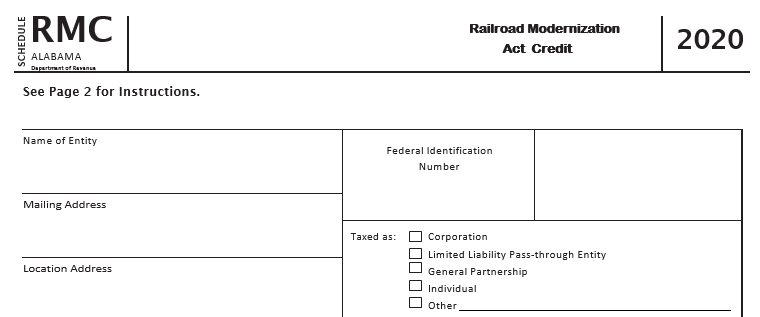 SCHEDULE
RMC
ALABAMA
Department of Revenue
Railroad Modernization
Act Credit
2020
See Page 2 for Instructions.
Name of Entity
Federal Identification
Number
Mailing Address
Taxed as:
Corporation
Limited Liability Pass-through Entity
General Partnership
Individual
Other
Location Address